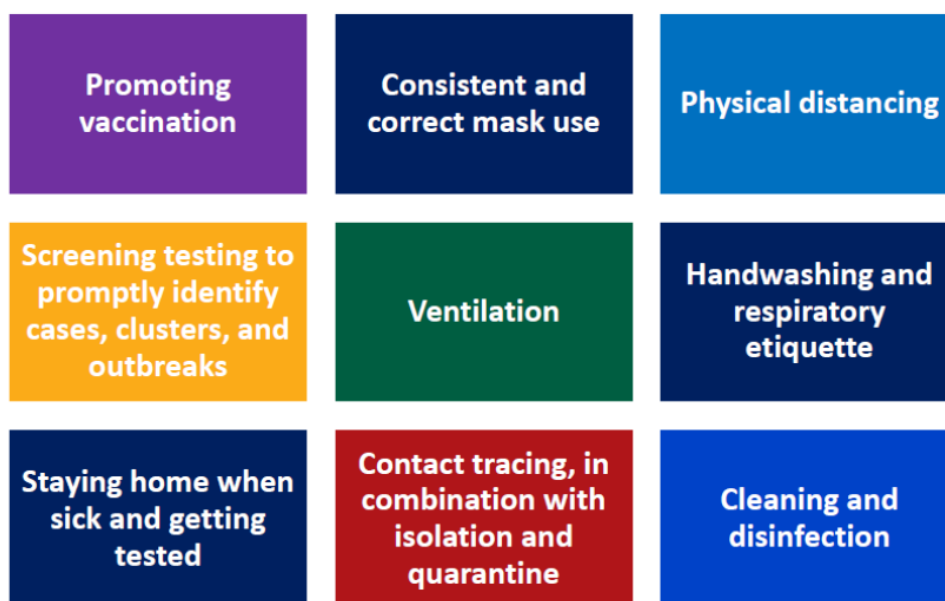 Promoting
vaccination
Consistent and
correct mask use
Physical distancing
Screening testing to
promptly identify
cases, clusters, and
outbreaks
Ventilation
Handwashing and
respiratory
etiquette
Staying home when
sick and getting
tested
Contact tracing, in
combination with
isolation and
quarantine
Cleaning and
disinfection